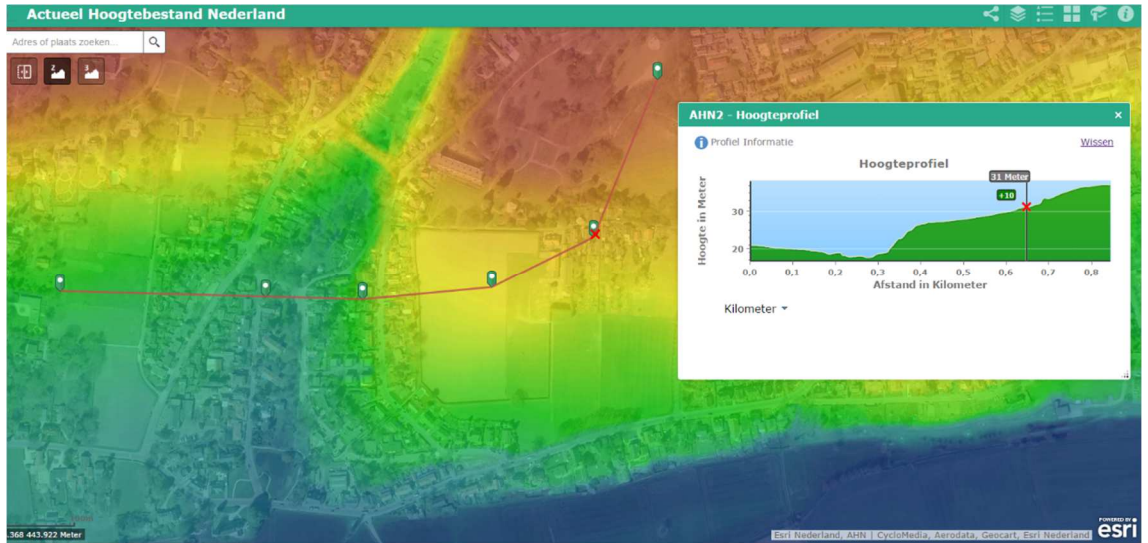 Actueel Hoogtebestand Nederland
Adres of plaats zoeken...
2
3
AHN2 - Hoogteprofiel
×
Profiel Informatie
Wissen
Hoogteprofiel
31 Meter
+10
Hoogte in Meter
30
20
0,0 0,1 0,2 0,3 0,4 0,5 0,6 0,7 0,8
Afstand in Kilometer
Kilometer
.368 443.922 Meter
Esri Nederland, AHN | CycloMedia, Aerodata, Geocart, Esri Nederland
POWERED BY
esri